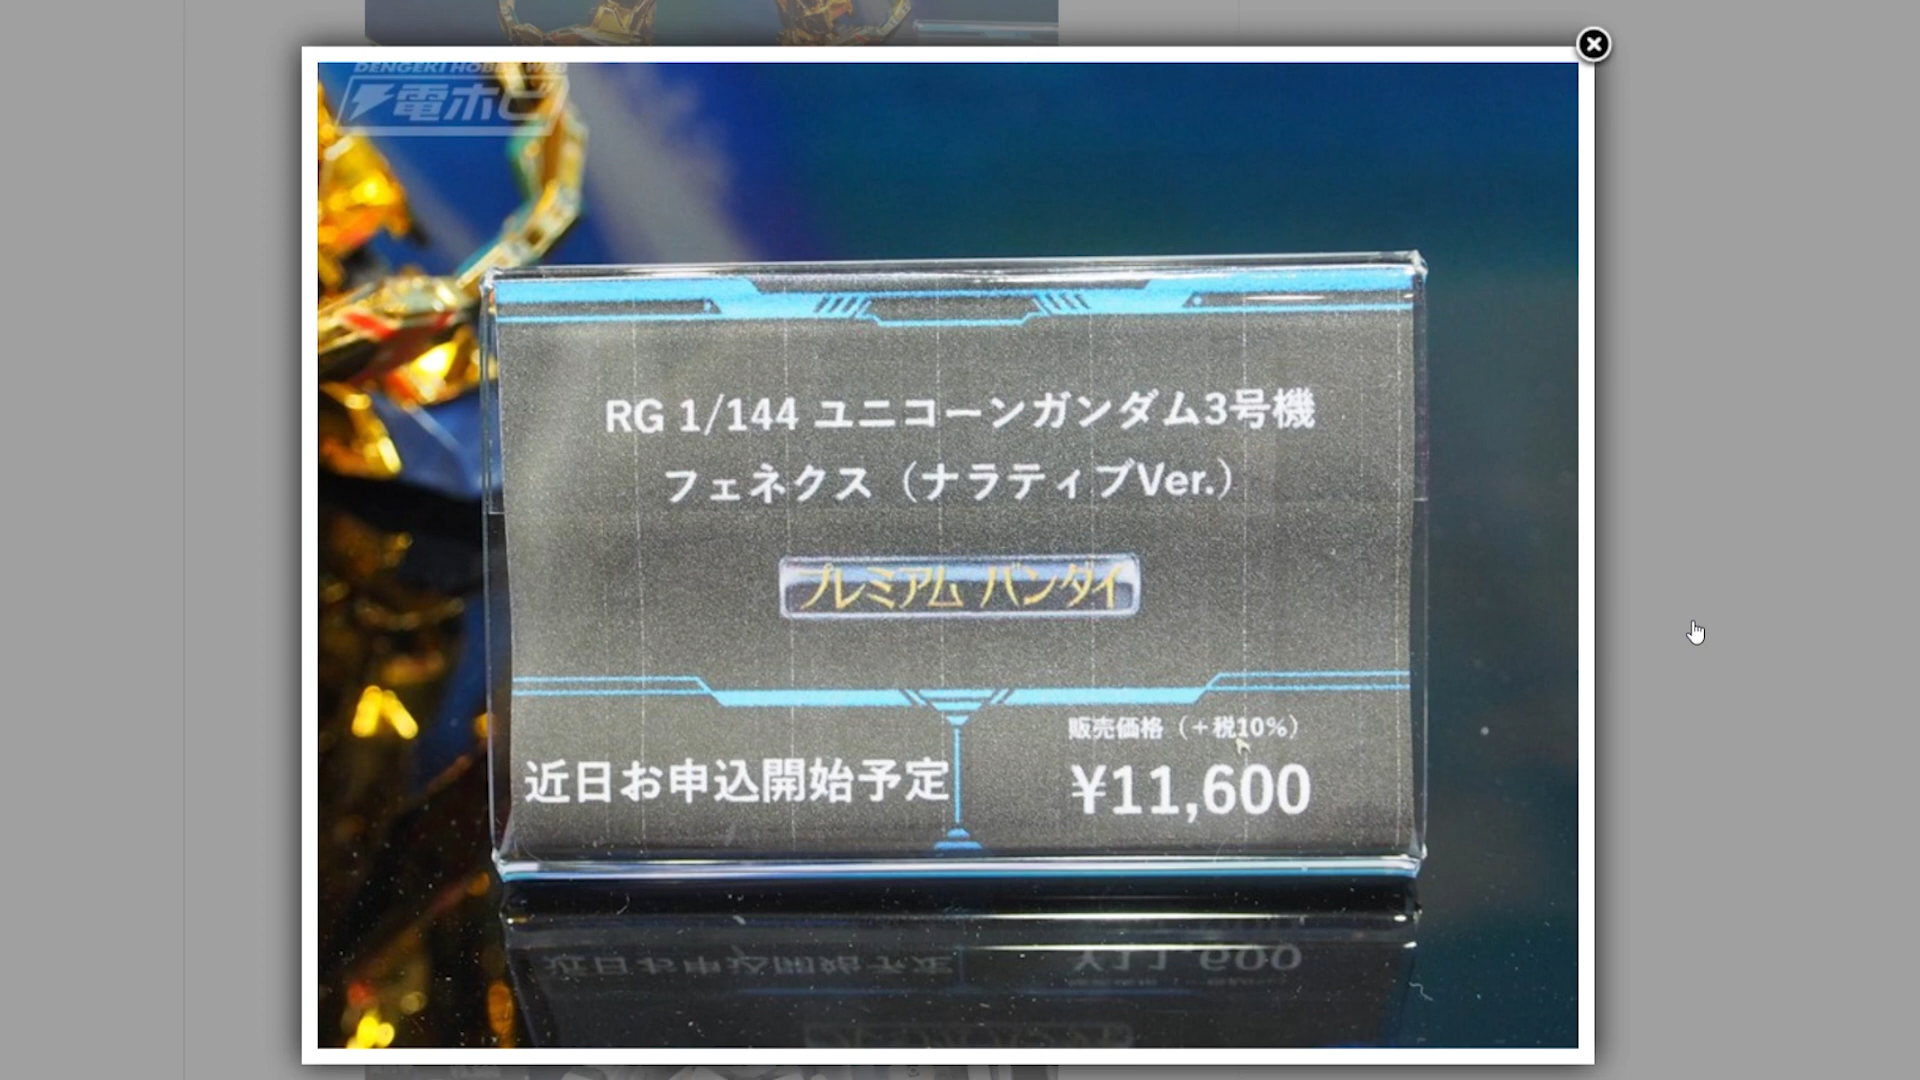 DENGEKI HOBBY WEB
電ホビ
RG 1/144 ユニコーンガンダム3号機
フェネクス（ナラティブVer.）
プレミアム バンダイ
販売価格（+税10%）
近日お申込開始予定
¥11,600